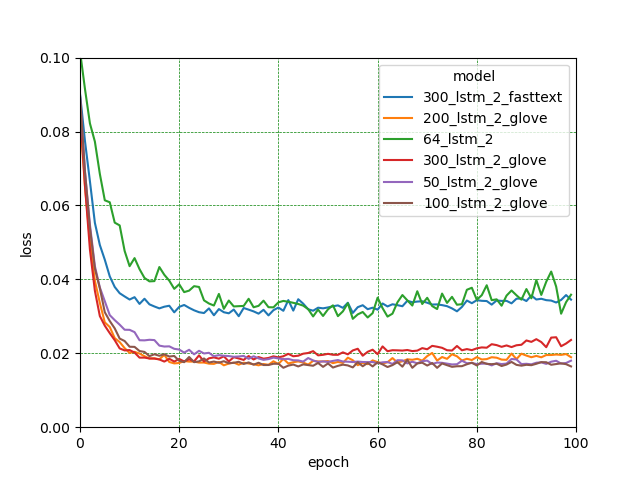 0.10
0.08
0.06
0.04
0.02
0.00
loss
0 20 40 60 80 100
epoch
model
300_lstm_2_fasttext
200_lstm_2_glove
64_lstm_2
300_lstm_2_glove
50_lstm_2_glove
100_lstm_2_glove